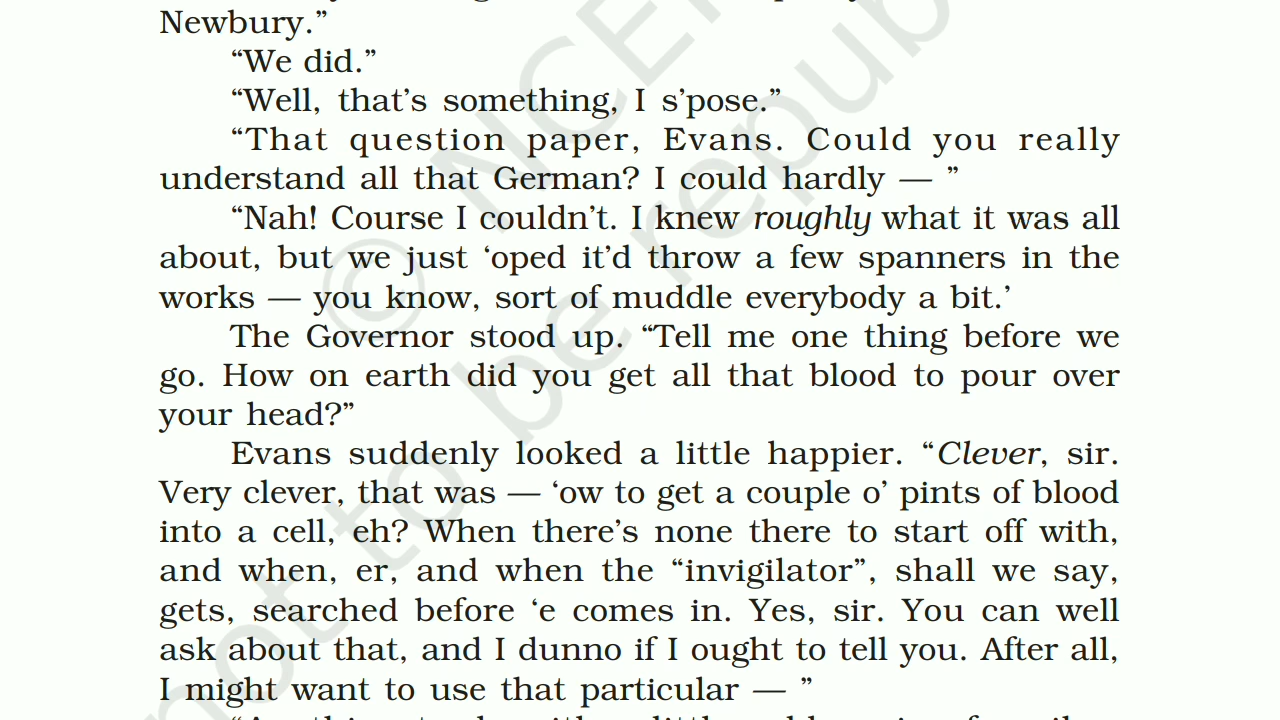 Newbury.”
“We did.”
“Well, that’s something, I s’pose.”
“That question paper, Evans. Could you really
understand all that German? I could hardly — ”
“Nah! Course I couldn’t. I knew roughly what it was all
about, but we just ‘oped it’d throw a few spanners in the
works — you know, sort of muddle everybody a bit.’
The Governor stood up. “Tell me one thing before we
go. How on earth did you get all that blood to pour over
your head?”
Evans suddenly looked a little happier. “Clever, sir.
Very clever, that was — ‘ow to get a couple o’ pints of blood
into a cell, eh? When there’s none there to start off with,
and when, er, and when the “invigilator”, shall we say,
gets, searched before ‘e comes in. Yes, sir. You can well
ask about that, and I dunno if I ought to tell you. After all,
I might want to use that particular — ”
© NCE
not to be repub